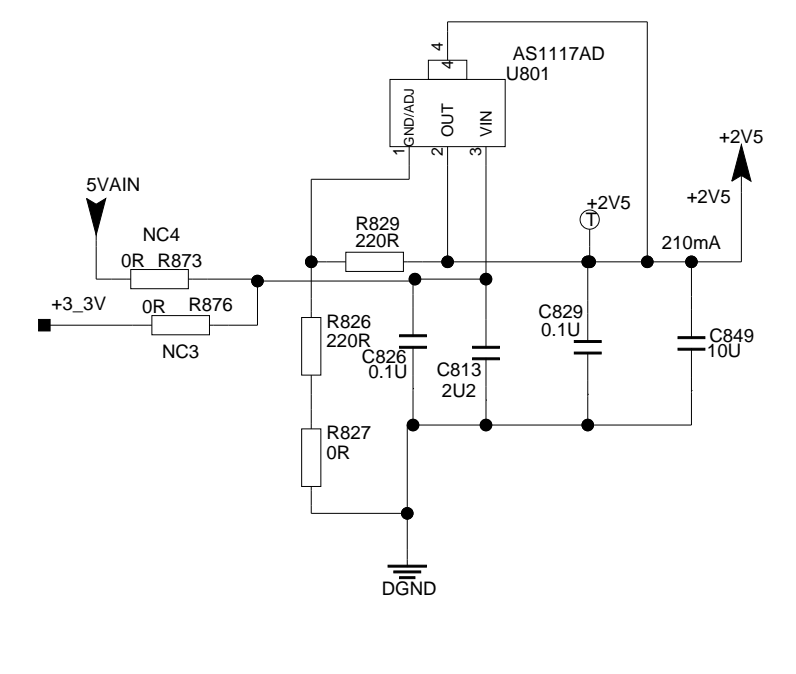 4
4
AS1117AD
U801
GND/ADJ
OUT
VIN
1
2
3
+2V5
5VAIN
+2V5
+2V5
R829
220R
NC4
210mA
0R R873
+3_3V
0R R876
R826
220R
C829
0.1U
C849
10U
NC3
C826
0.1U
C813
2U2
R827
0R
T
DGND